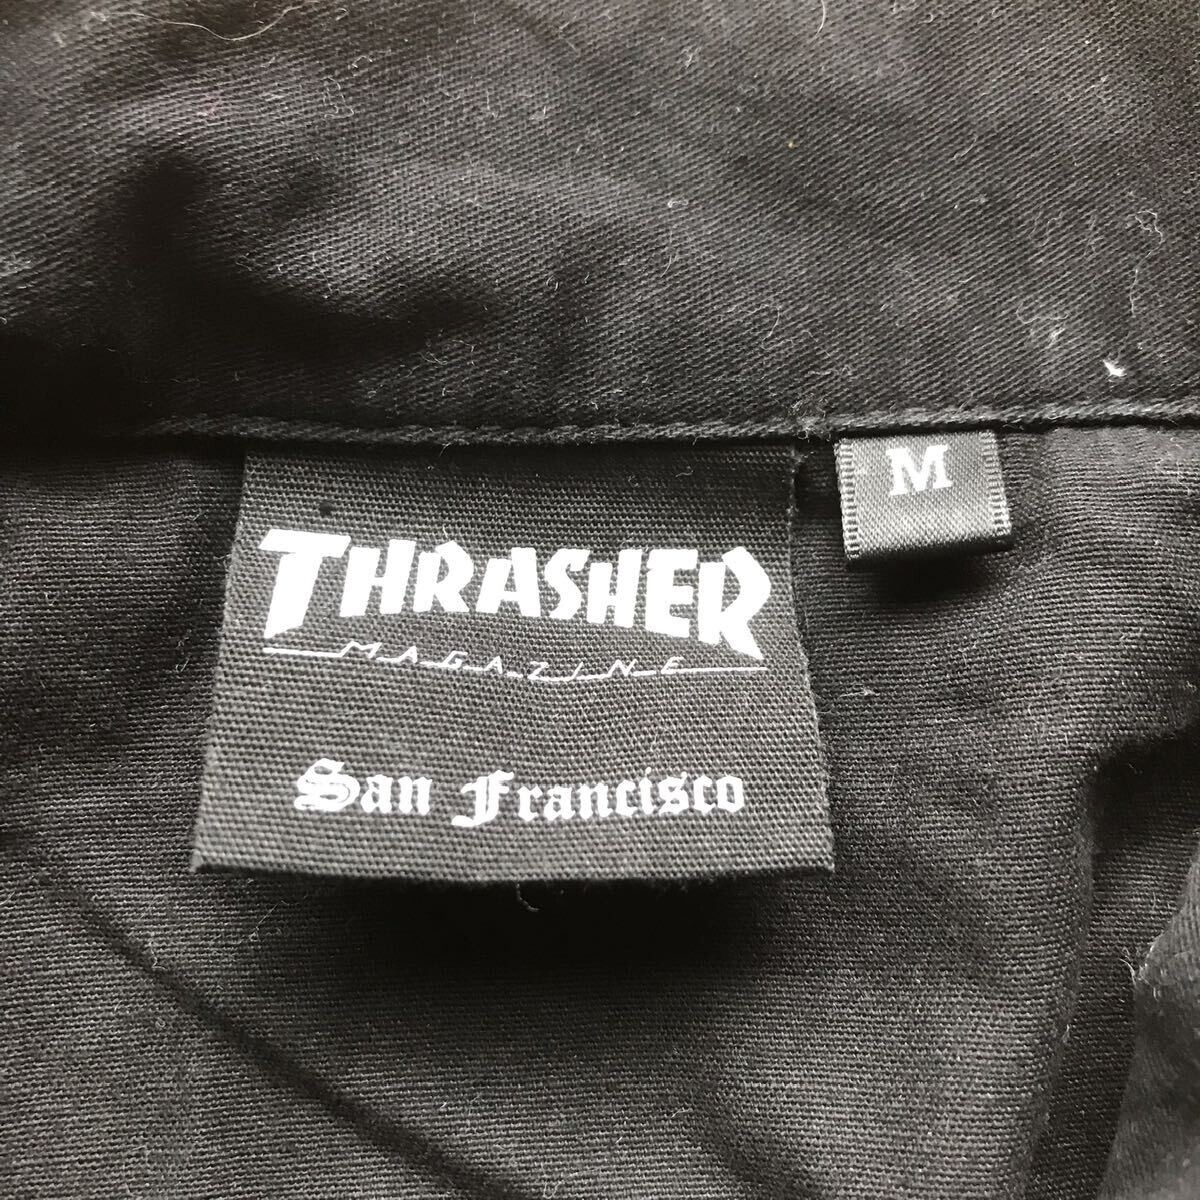 THRASHER
MAGAZINE
San Francisco
M